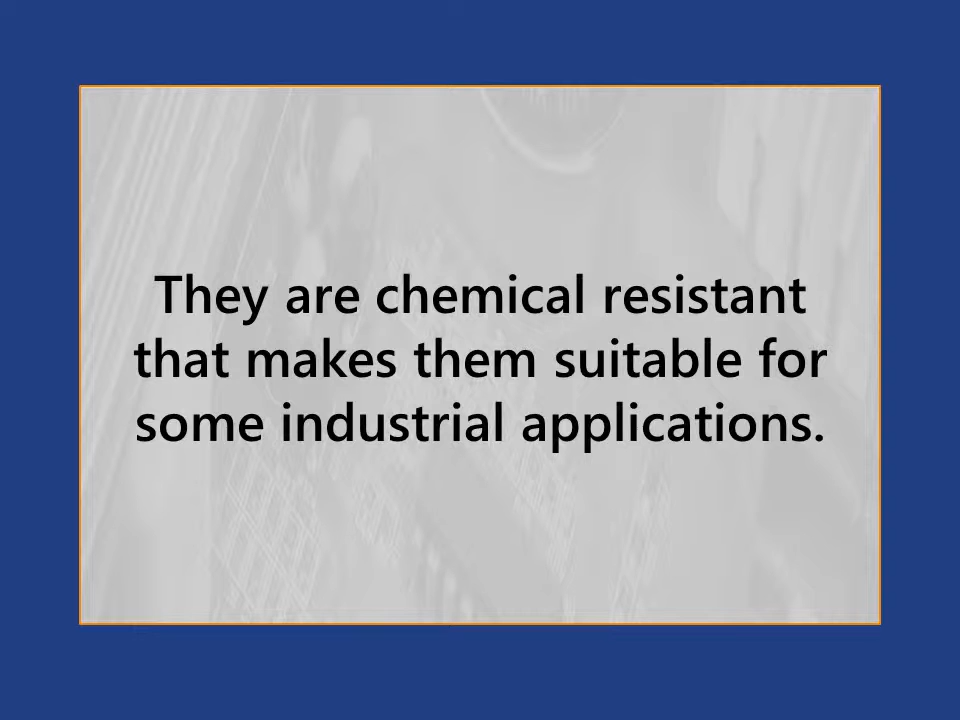 They are chemical resistant
that makes them suitable for
some industrial applications.